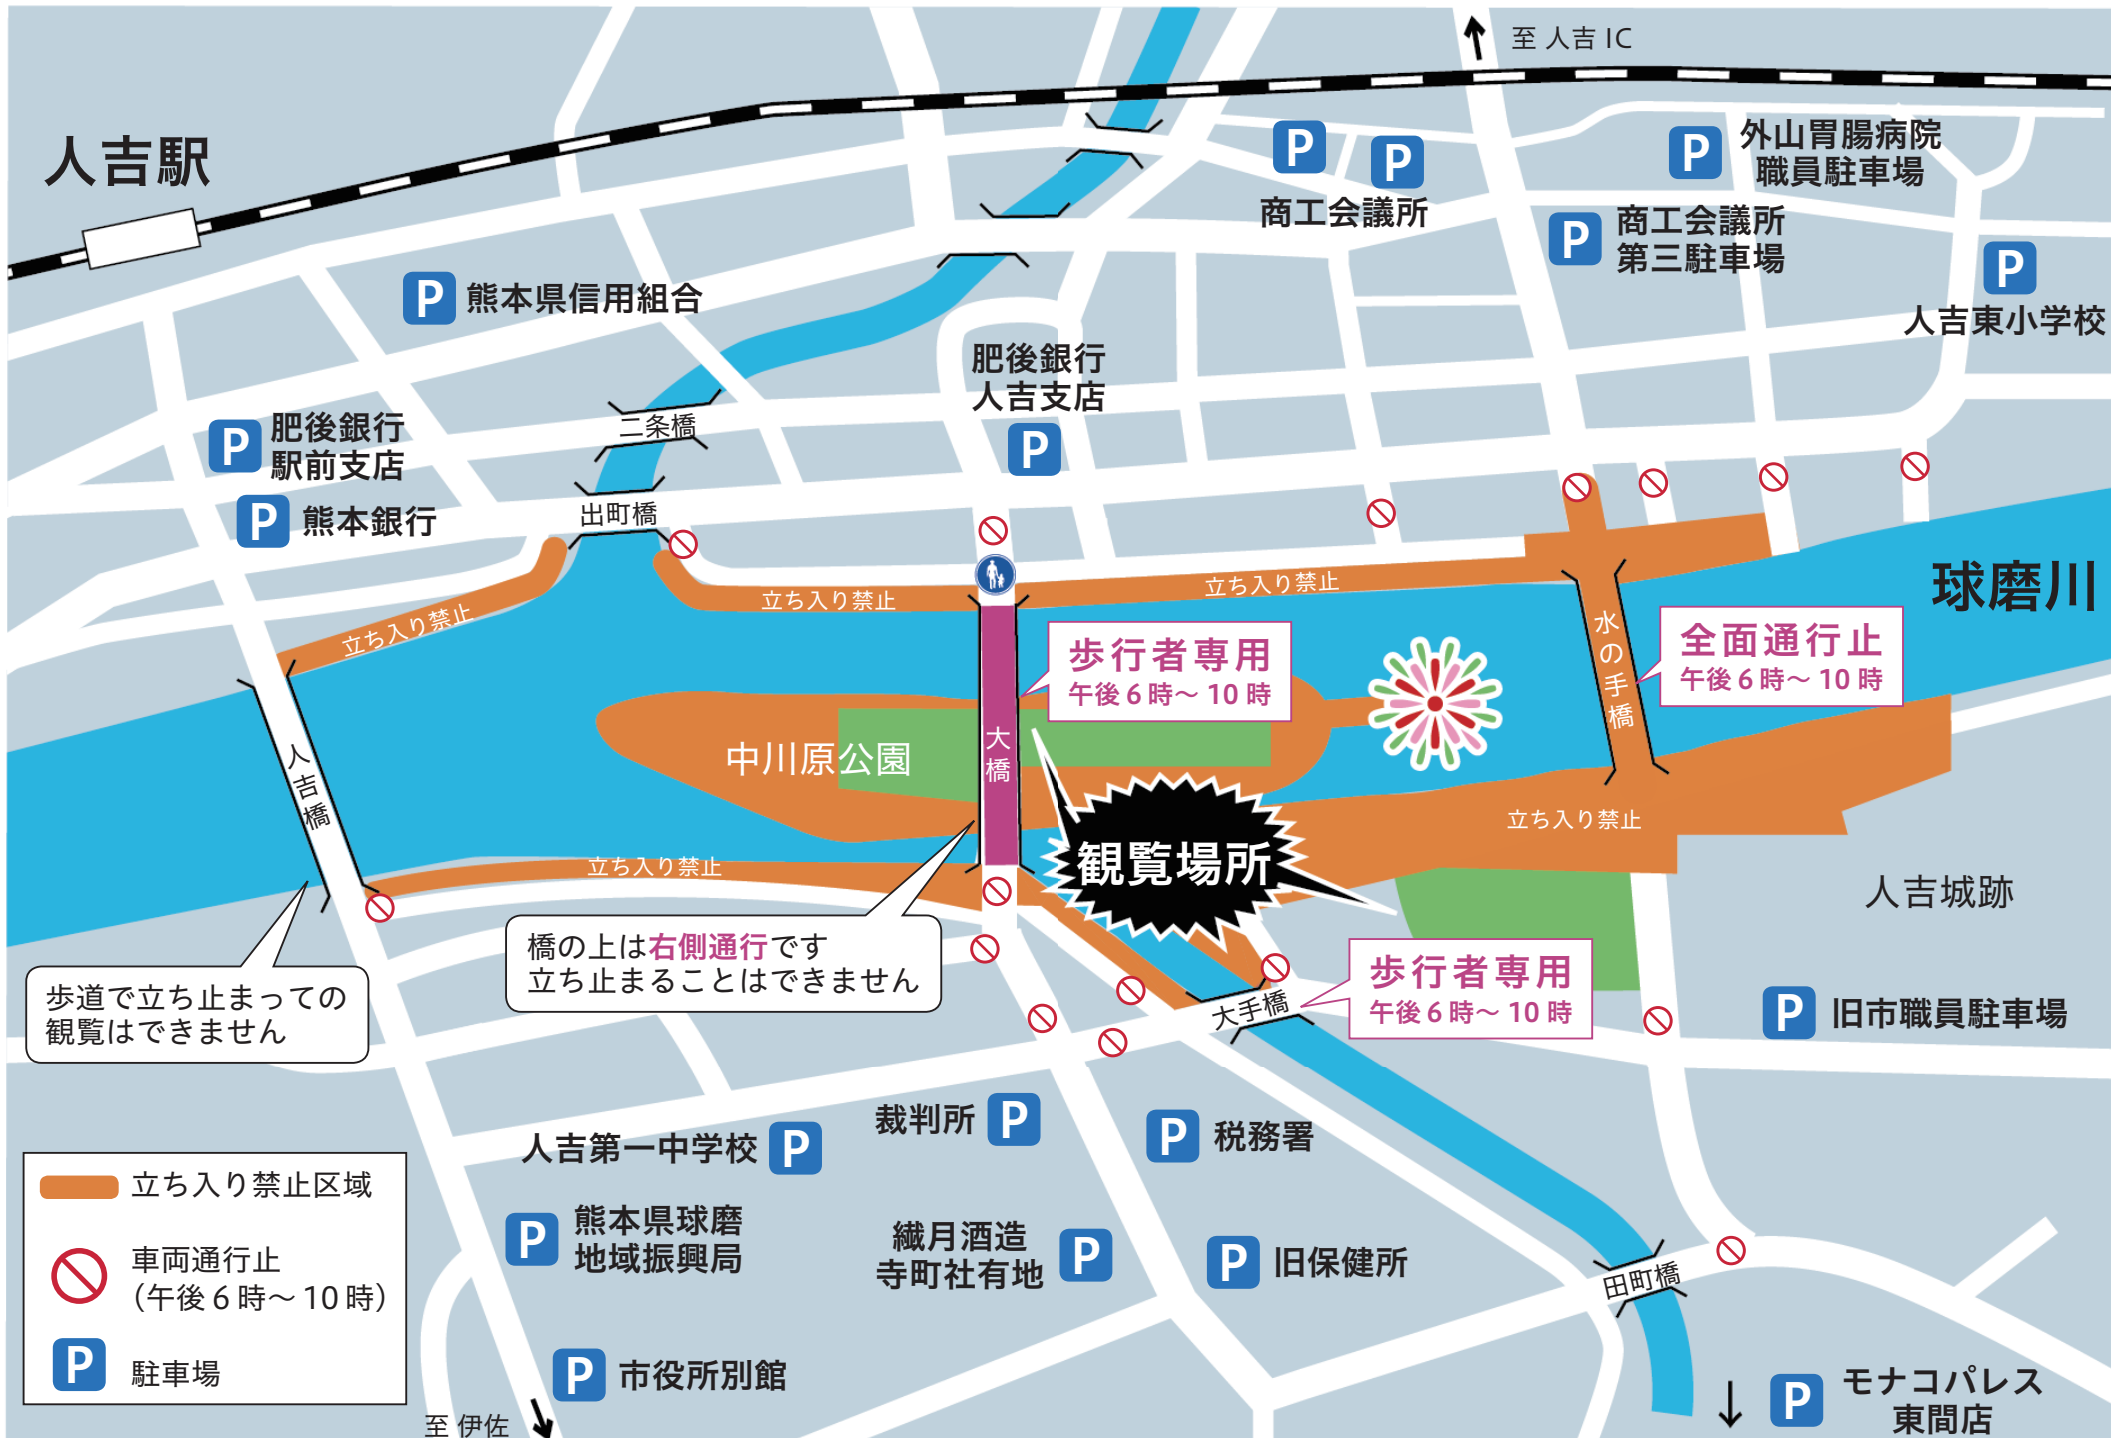 至 人吉 IC
人吉駅
P
P
商工会議所
P
外山胃腸病院
職員駐車場
P
商工会議所
第三駐車場
P
人吉東小学校
P
熊本県信用組合
肥後銀行
人吉支店
P
二条橋
P
肥後銀行
駅前支店
P
熊本銀行
出町橋
立ち入り禁止
立ち入り禁止
立ち入り禁止
球磨川
歩行者専用
午後6時～10時
水の手橋
全面通行止
午後6時～10時
中川原公園
大橋
人吉橋
観覧場所
立ち入り禁止
立ち入り禁止
人吉城跡
橋の上は右側通行です
立ち止まることはできません
歩道で立ち止まっての
観覧はできません
大手橋
歩行者専用
午後6時～10時
P
旧市職員駐車場
裁判所
P
P
税務署
人吉第一中学校
P
P
熊本県球磨
地域振興局
繊月酒造
寺町社有地
P
P
旧保健所
田町橋
P
市役所別館
至 伊佐
P
モナコパレス
東間店
立ち入り禁止区域
車両通行止
（午後6時～10時）
P
駐車場